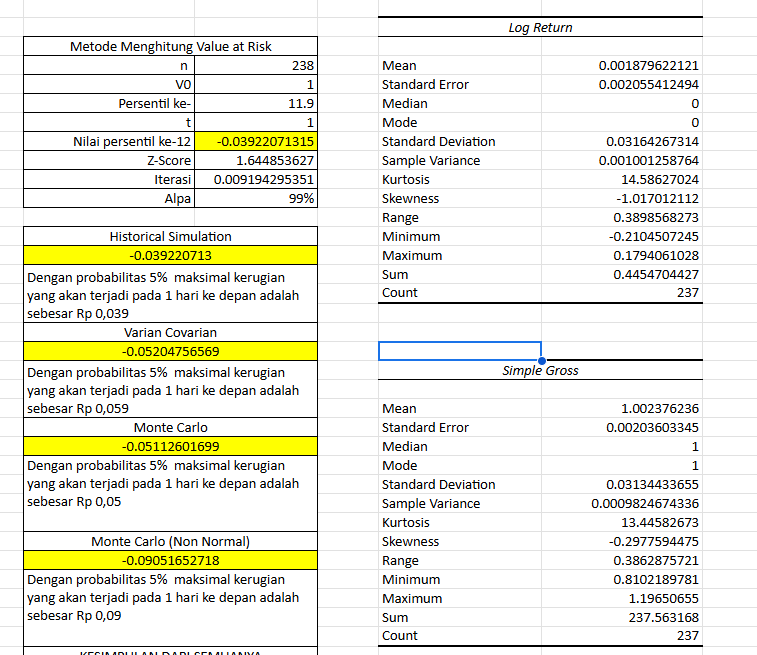 Metode Menghitung Value at Risk
n 238
V0 1
Persentil ke- 11.9
t 1
Nilai persentil ke-12 -0.03922071315
Z-Score 1.644853627
Iterasi 0.009194295351
Alpa 99%
Historical Simulation
-0.039220713
Dengan probabilitas 5% maksimal kerugian
yang akan terjadi pada 1 hari ke depan adalah
sebesar Rp 0,039
Varian Covarian
-0.05204756569
Dengan probabilitas 5% maksimal kerugian
yang akan terjadi pada 1 hari ke depan adalah
sebesar Rp 0,059
Monte Carlo
-0.05112601699
Dengan probabilitas 5% maksimal kerugian
yang akan terjadi pada 1 hari ke depan adalah
sebesar Rp 0,05
Monte Carlo (Non Normal)
-0.09051652718
Dengan probabilitas 5% maksimal kerugian
yang akan terjadi pada 1 hari ke depan adalah
sebesar Rp 0,09
KESIMPULAN DARI SEMUANYA
Log Return
Mean 0.001879622121
Standard Error 0.002055412494
Median 0
Mode 0
Standard Deviation 0.03164267314
Sample Variance 0.001001258764
Kurtosis 14.58627024
Skewness -1.017012112
Range 0.3898568273
Minimum -0.2104507245
Maximum 0.1794061028
Sum 0.4454704427
Count 237
Simple Gross
Mean 1.002376236
Standard Error 0.00203603345
Median 1
Mode 1
Standard Deviation 0.03134433655
Sample Variance 0.0009824674336
Kurtosis 13.44582673
Skewness -0.2977594475
Range 0.3862875721
Minimum 0.8102189781
Maximum 1.19650655
Sum 237.563168
Count 237